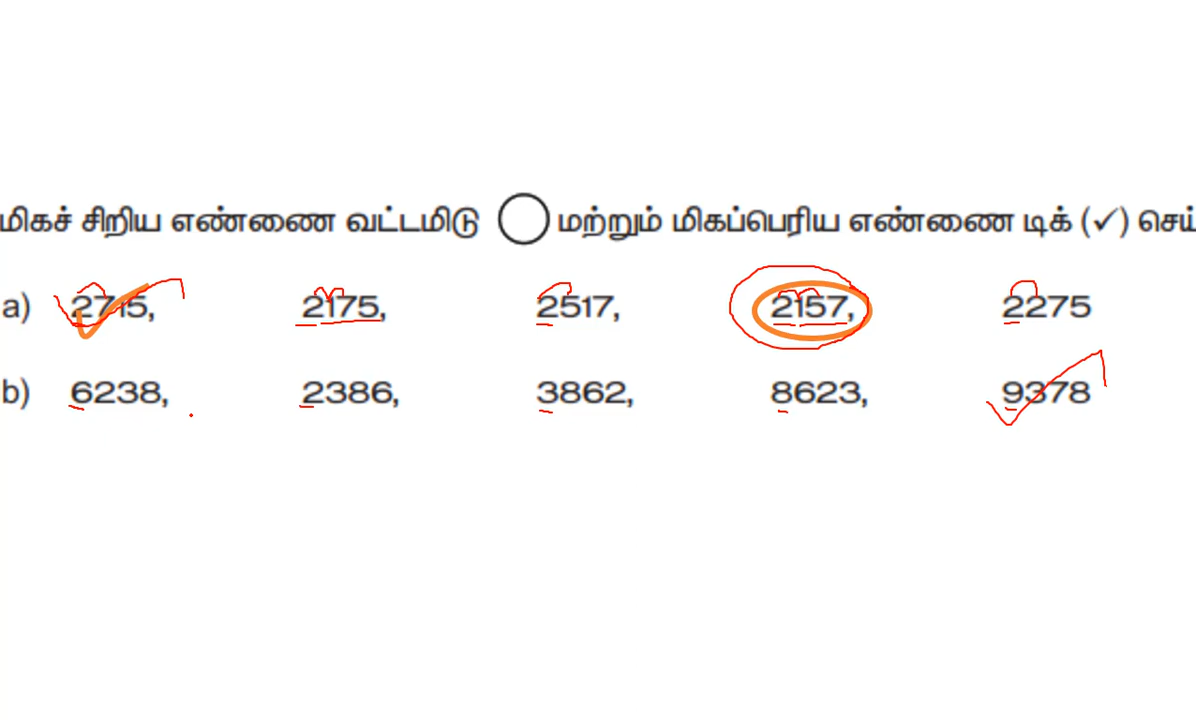 மிகச் சிறிய எண்ணை வட்டமிடு ◯ மற்றும் மிகப்பெரிய எண்ணை டிக் (✓) செய்
a) 2715, 2175, 2517, 2157, 2275
b) 6238, 2386, 3862, 8623, 9378